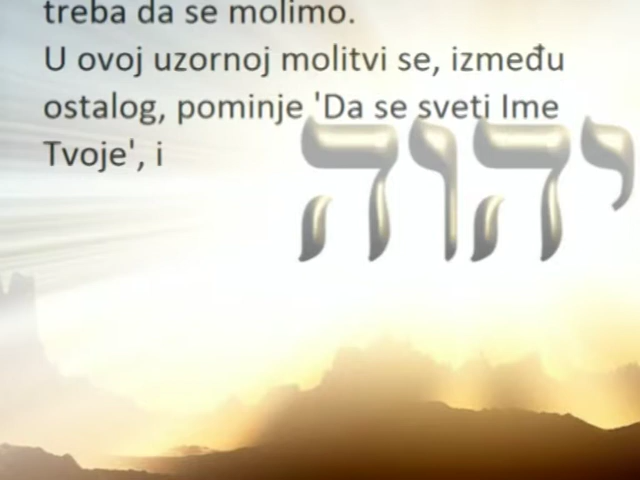 treba da se molimo.
U ovoj uzornoj molitvi se, između
ostalog, pominje 'Da se sveti Ime
Tvoje', i
יהוה